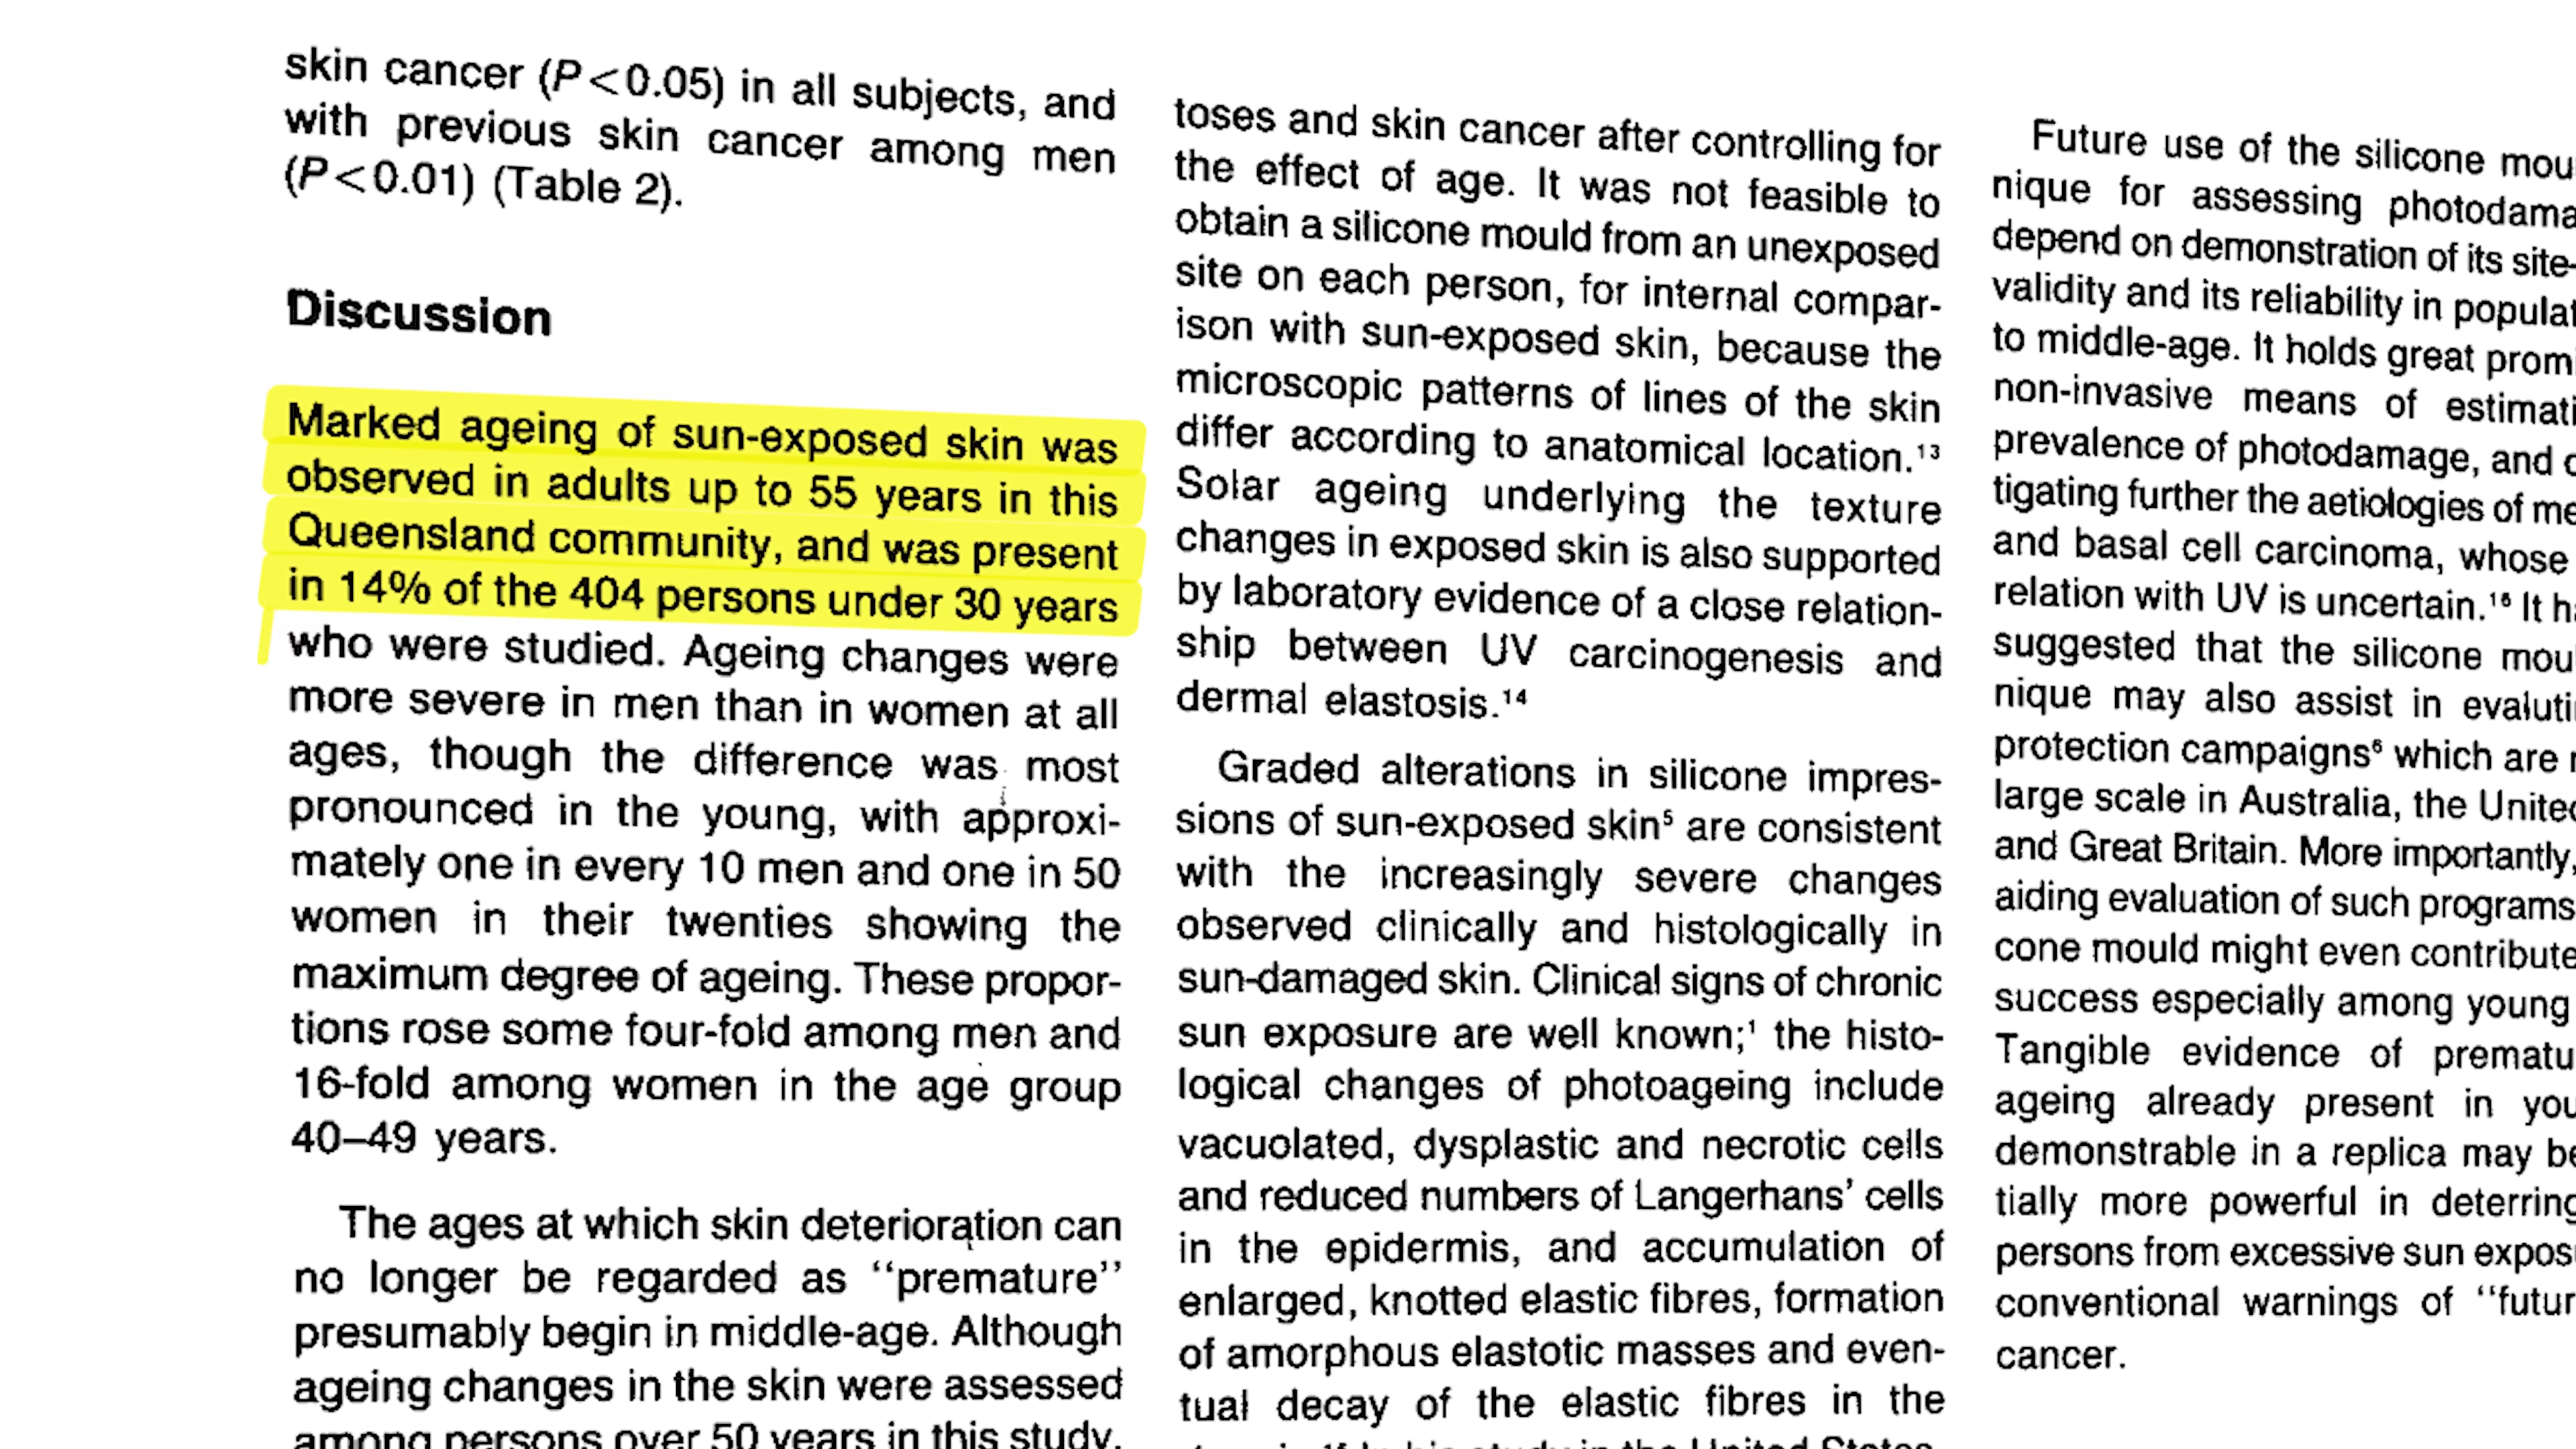 skin cancer (P<0.05) in all subjects, and
with previous skin cancer among men
(P<0.01) (Table 2).
Discussion
Marked ageing of sun-exposed skin was
observed in adults up to 55 years in this
Queensland community, and was present
in 14% of the 404 persons under 30 years
who were studied. Ageing changes were
more severe in men than in women at all
ages, though the difference was most
pronounced in the young, with approxi-
mately one in every 10 men and one in 50
women in their twenties showing the
maximum degree of ageing. These propor-
tions rose some four-fold among men and
16-fold among women in the age group
40–49 years.
The ages at which skin deterioration can
no longer be regarded as “premature”
presumably begin in middle-age. Although
ageing changes in the skin were assessed
among persons over 50 years in this study,
toses and skin cancer after controlling for
the effect of age. It was not feasible to
obtain a silicone mould from an unexposed
site on each person, for internal compar-
ison with sun-exposed skin, because the
microscopic patterns of lines of the skin
differ according to anatomical location.¹³
Solar ageing underlying the texture
changes in exposed skin is also supported
by laboratory evidence of a close relation-
ship between UV carcinogenesis and
dermal elastosis.¹⁴
Graded alterations in silicone impres-
sions of sun-exposed skin⁵ are consistent
with the increasingly severe changes
observed clinically and histologically in
sun-damaged skin. Clinical signs of chronic
sun exposure are well known;¹ the histo-
logical changes of photoageing include
vacuolated, dysplastic and necrotic cells
and reduced numbers of Langerhans’ cells
in the epidermis, and accumulation of
enlarged, knotted elastic fibres, formation
of amorphous elastotic masses and even-
tual decay of the elastic fibres in the
study in the United States,
Future use of the silicone mou
nique for assessing photodama
depend on demonstration of its site-
validity and its reliability in populat
to middle-age. It holds great promi
non-invasive means of estimati
prevalence of photodamage, and
tigating further the aetiologies of me
and basal cell carcinoma, whose
relation with UV is uncertain.¹⁶ It h
suggested that the silicone mou
nique may also assist in evaluti
protection campaigns⁶ which are
large scale in Australia, the United
and Great Britain. More importantly,
aiding evaluation of such programs
cone mould might even contribute
success especially among young
Tangible evidence of prematu
ageing already present in you
demonstrable in a replica may be
tially more powerful in deterring
persons from excessive sun expos
conventional warnings of “futur
cancer.